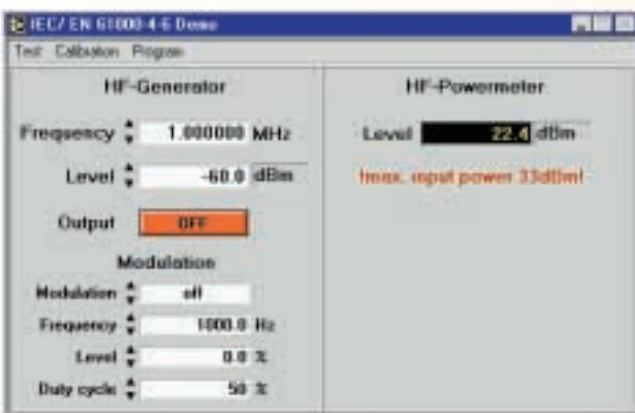 IEC/ EN 61000-4-6 Demo
Test Calibration Program
HF-Generator
Frequency 1.000000 MHz
Level -60.0 dBm
Output OFF
Modulation
Modulation off
Frequency 1000.0 Hz
Level 0.0 %
Duty cycle 50 %
HF-Powermeter
Level 22.4 dBm
!max. input power 33dBm!